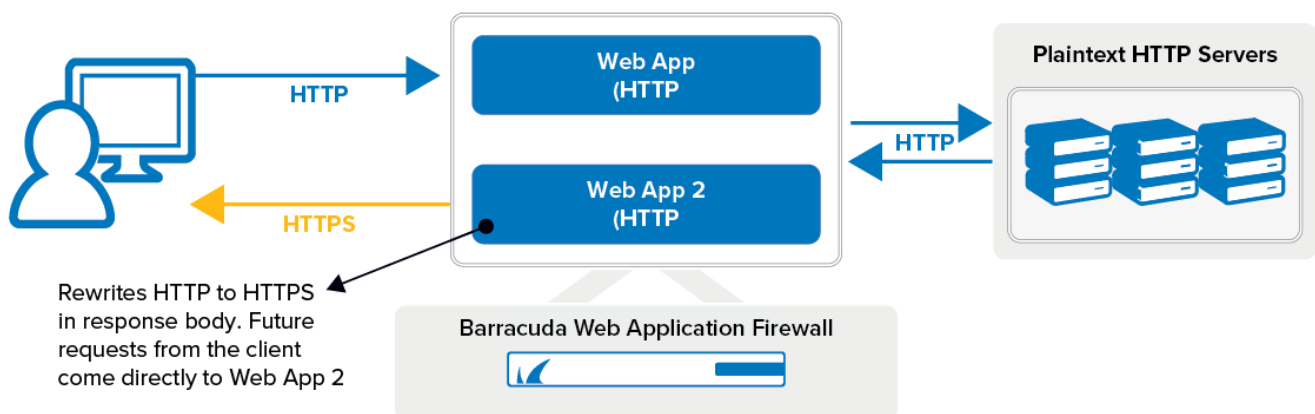 HTTP
HTTPS
Web App
(HTTP
Web App 2
(HTTP
HTTP
Plaintext HTTP Servers
Rewrites HTTP to HTTPS
in response body. Future
requests from the client
come directly to Web App 2
Barracuda Web Application Firewall